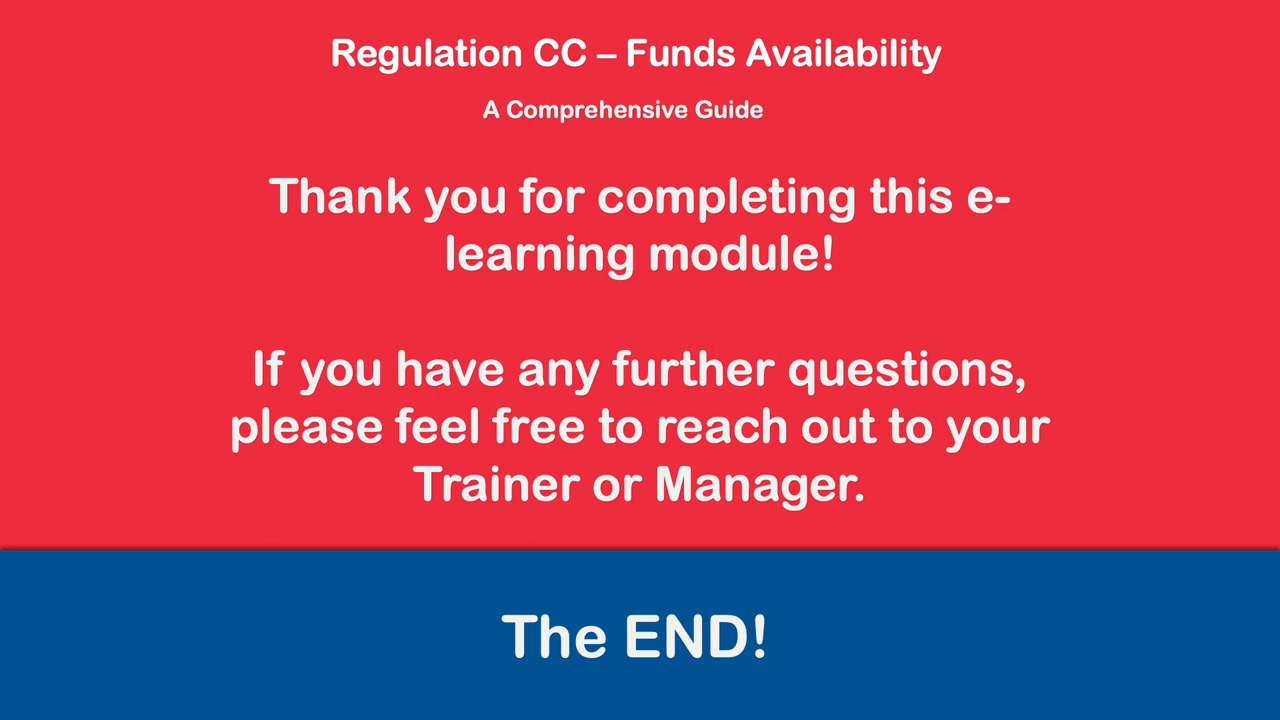 Regulation CC – Funds Availability
A Comprehensive Guide
Thank you for completing this e-
learning module!
If you have any further questions,
please feel free to reach out to your
Trainer or Manager.
The END!